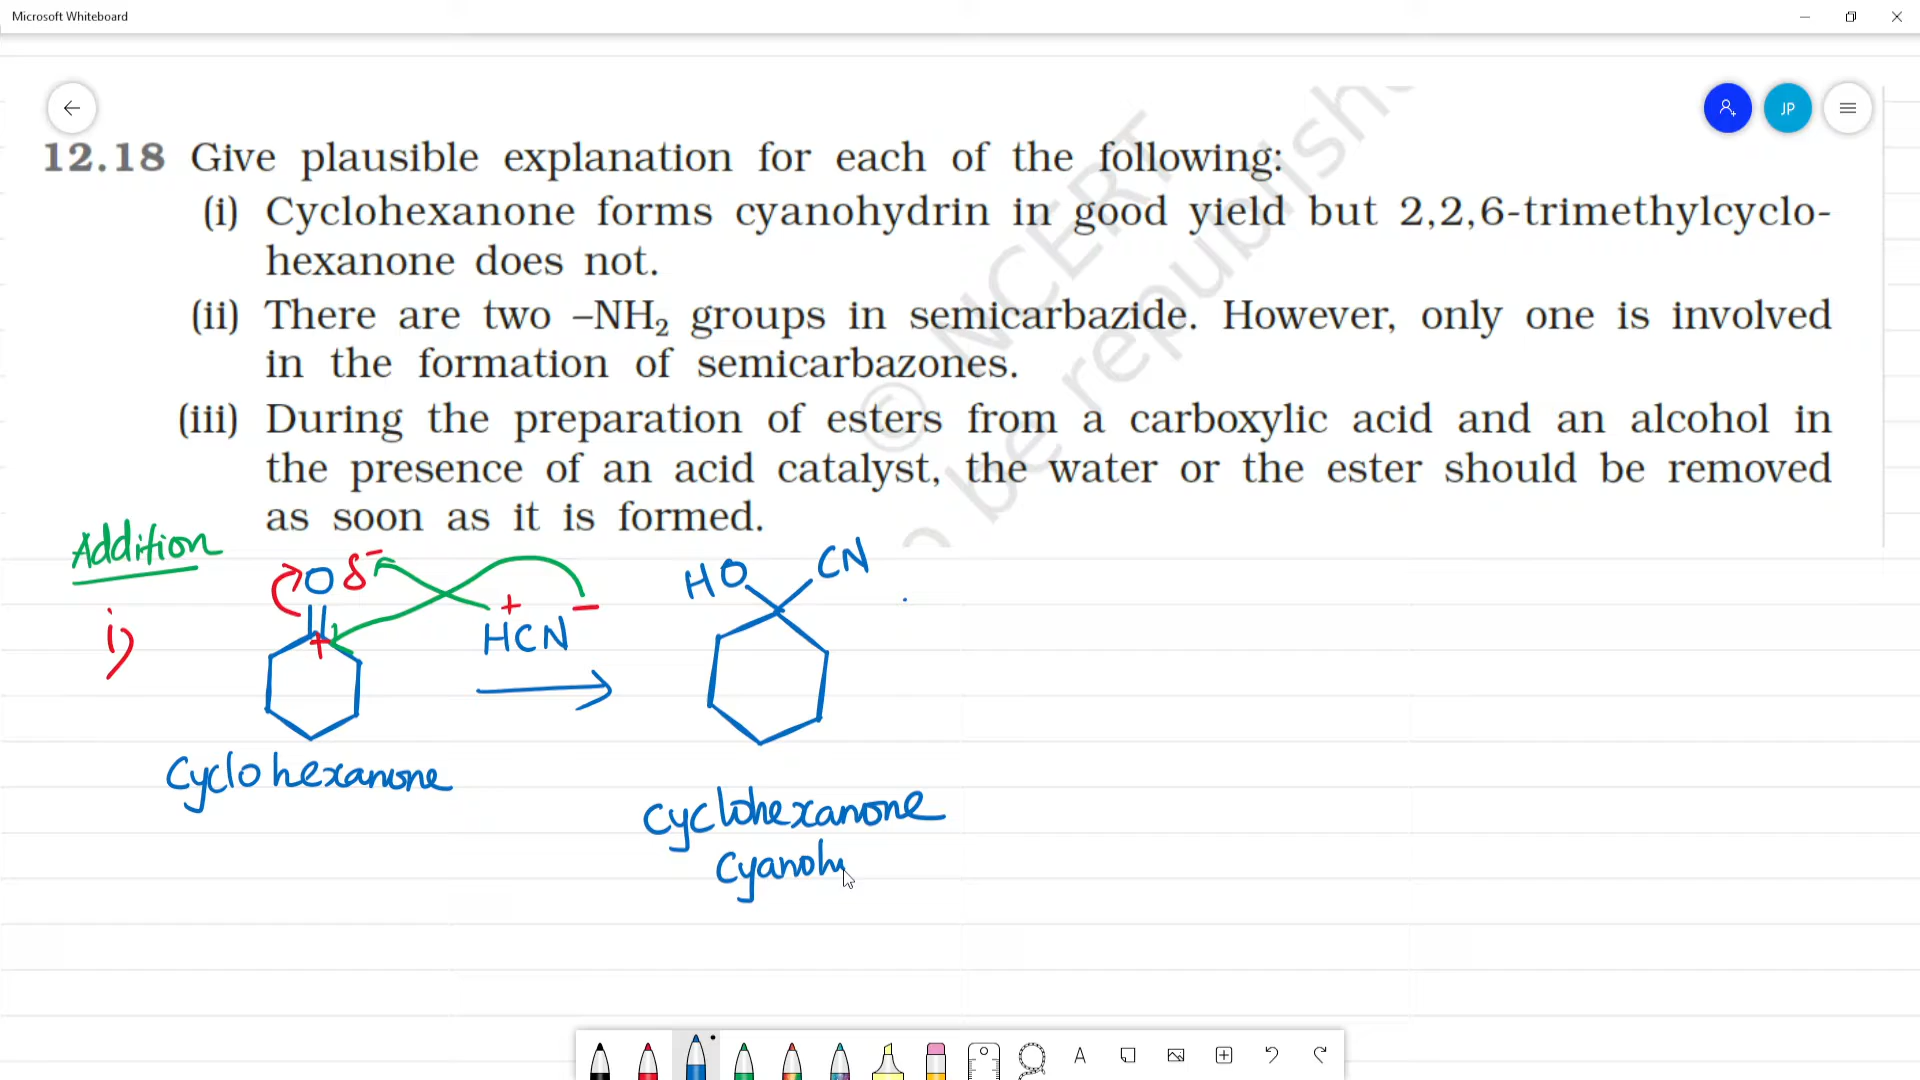 Microsoft Whiteboard
JP
12.18 Give plausible explanation for each of the following:
(i) Cyclohexanone forms cyanohydrin in good yield but 2,2,6-trimethylcyclo-
hexanone does not.
(ii) There are two –NH₂ groups in semicarbazide. However, only one is involved
in the formation of semicarbazones.
(iii) During the preparation of esters from a carboxylic acid and an alcohol in
the presence of an acid catalyst, the water or the ester should be removed
as soon as it is formed.
© NCERT
be republish
Addition
i)
O δ⁻
+
+ −
HCN
HO CN
Cyclohexanone
Cyclohexanone
Cyanoh
A